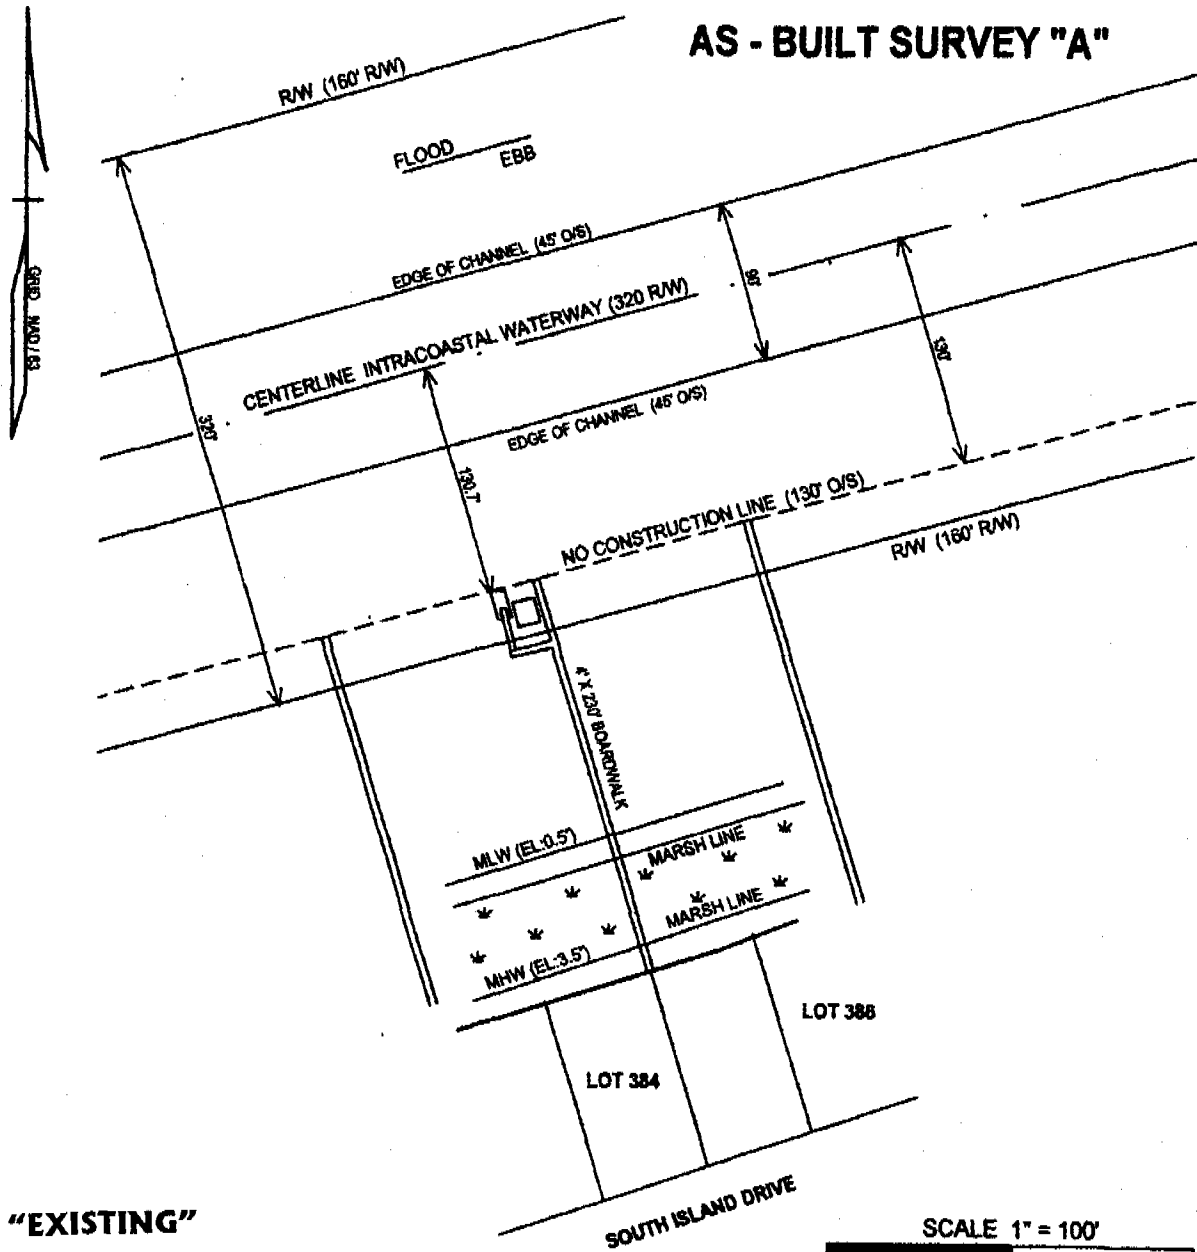 AS - BUILT SURVEY "A"
R/W (160' R/W)
FLOOD
EBB
GRID NAD / 83
EDGE OF CHANNEL (45' O/S)
90'
CENTERLINE INTRACOASTAL WATERWAY (320 R/W)
130'
320'
EDGE OF CHANNEL (45' O/S)
130.7'
NO CONSTRUCTION LINE (130' O/S)
R/W (160' R/W)
4' X 230' BOARDWALK
MLW (EL:0.5')
MARSH LINE
MARSH LINE
MHW (EL:3.5')
LOT 388
LOT 384
SOUTH ISLAND DRIVE
"EXISTING"
SCALE 1" = 100'